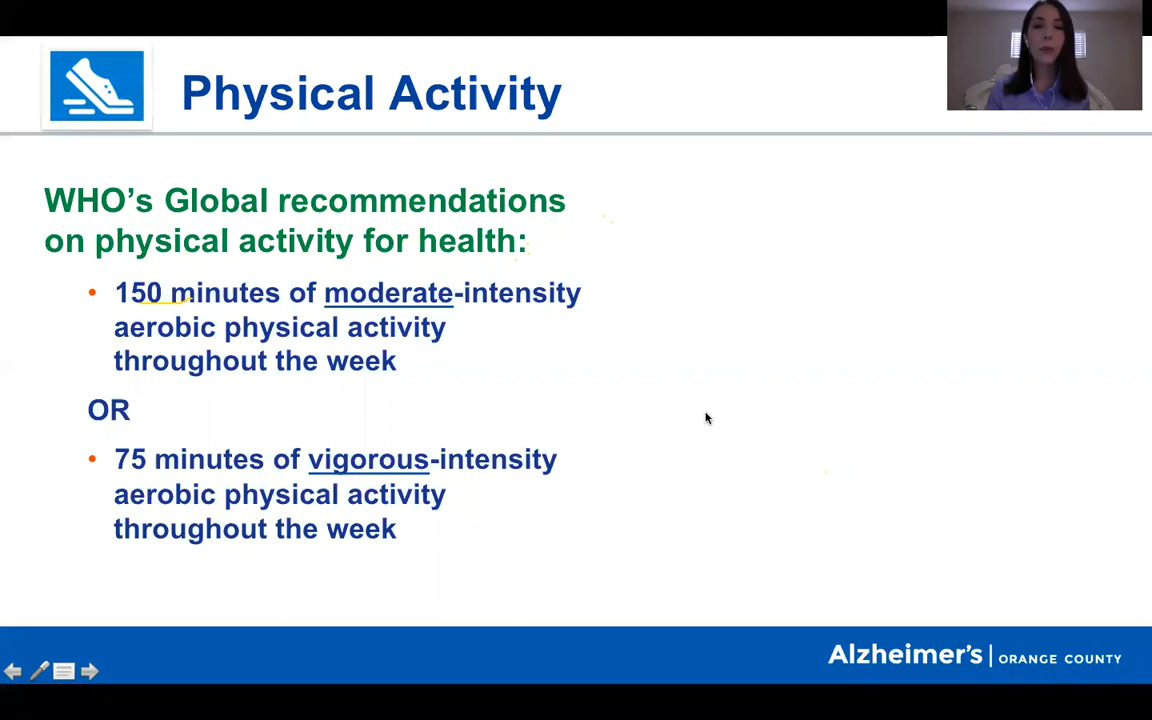 Physical Activity
WHO’s Global recommendations
on physical activity for health:
• 150 minutes of moderate-intensity
aerobic physical activity
throughout the week
OR
• 75 minutes of vigorous-intensity
aerobic physical activity
throughout the week
Alzheimer's | ORANGE COUNTY